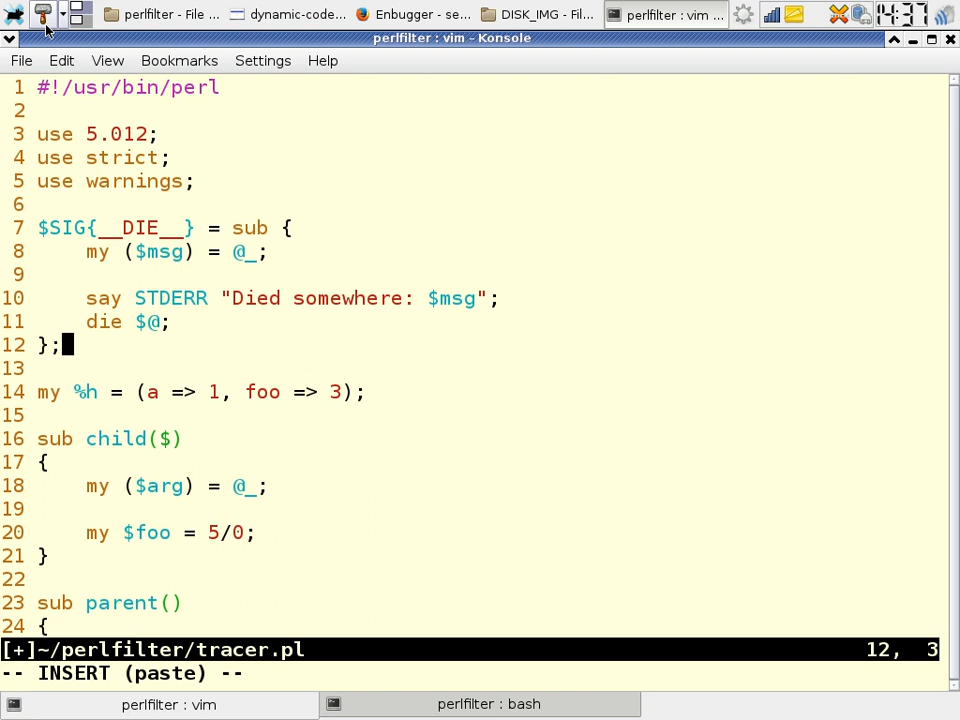 perlfilter - File ... dynamic-code... Enbugger - se... DISK_IMG - Fil... perlfilter : vim ... 14:37
perlfilter : vim - Konsole
File Edit View Bookmarks Settings Help
1 #!/usr/bin/perl
2
3 use 5.012;
4 use strict;
5 use warnings;
6
7 $SIG{__DIE__} = sub {
8     my ($msg) = @_;
9
10     say STDERR "Died somewhere: $msg";
11     die $@;
12 };
13
14 my %h = (a => 1, foo => 3);
15
16 sub child($)
17 {
18     my ($arg) = @_;
19
20     my $foo = 5/0;
21 }
22
23 sub parent()
24 {
[+]~/perlfilter/tracer.pl 12, 3
-- INSERT (paste) --
perlfilter : vim perlfilter : bash